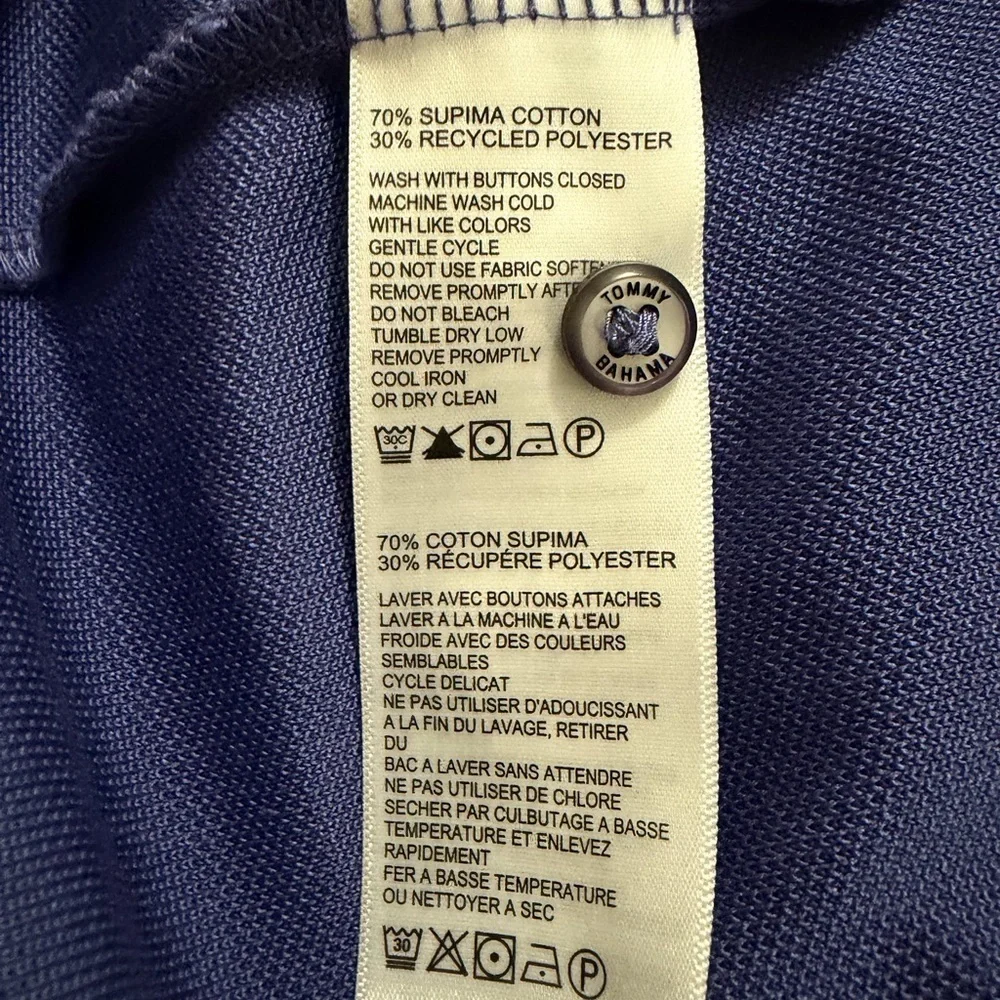 70% SUPIMA COTTON
30% RECYCLED POLYESTER
WASH WITH BUTTONS CLOSED
MACHINE WASH COLD
WITH LIKE COLORS
GENTLE CYCLE
DO NOT USE FABRIC
REMOVE PROMPTLY
DO NOT BLEACH
TUMBLE DRY LOW
REMOVE PROMPTLY
COOL IRON
OR DRY CLEAN
TOMMY
BAHAMA
30C
P
70% COTON SUPIMA
30% RÉCUPÉRE POLYESTER
LAVER AVEC BOUTONS ATTACHES
LAVER A LA MACHINE A L'EAU
FROIDE AVEC DES COULEURS
SEMBLABLES
CYCLE DELICAT
NE PAS UTILISER D'ADOUCISSANT
A LA FIN DU LAVAGE, RETIRER
DU
BAC A LAVER SANS ATTENDRE
NE PAS UTILISER DE CHLORE
SECHER PAR CULBUTAGE A BASSE
TEMPERATURE ET ENLEVEZ
RAPIDEMENT
FER A BASSE TEMPERATURE
OU NETTOYER A SEC
30
P